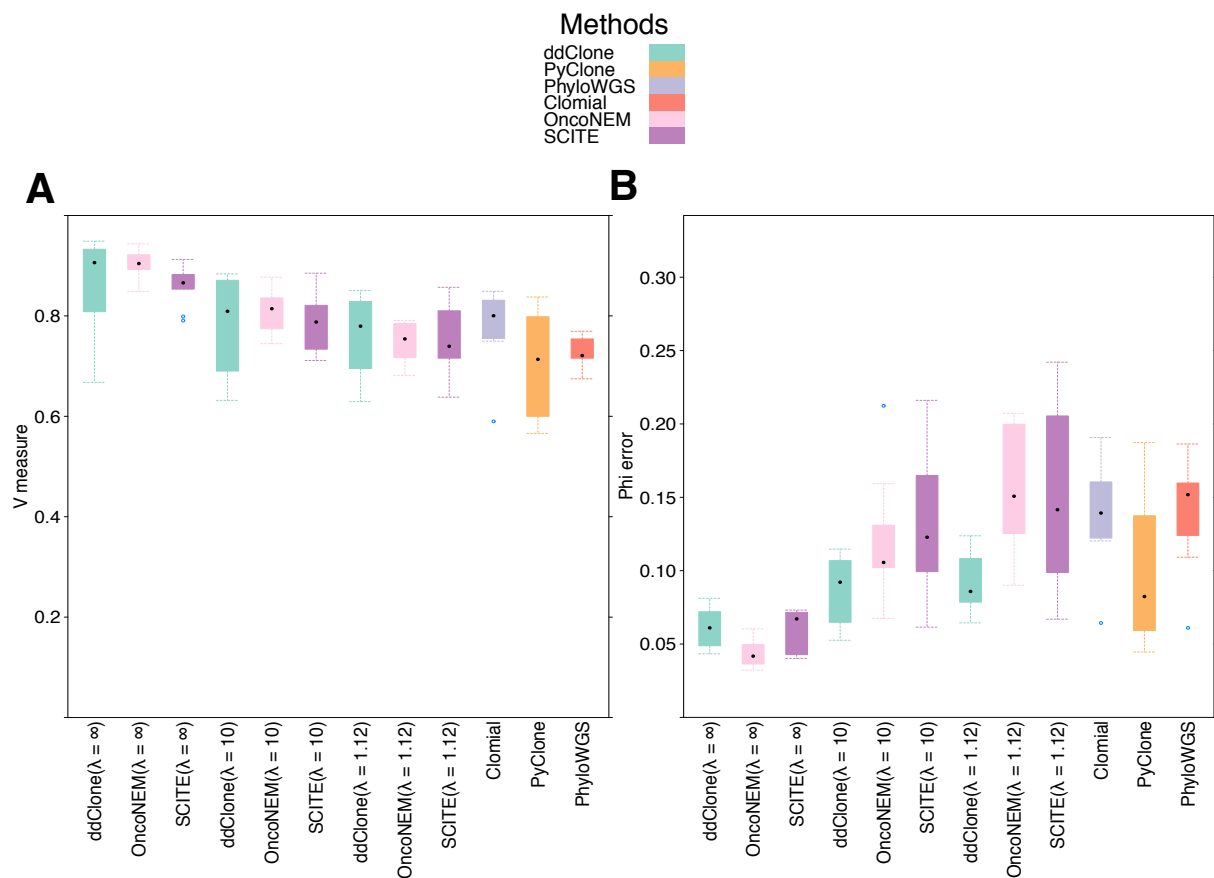 Methods
ddClone
PyClone
PhyloWGS
Clomial
OncoNEM
SCITE
A
V measure
0.8
0.6
0.4
0.2
ddClone(λ = ∞)
OncoNEM(λ = ∞)
SCITE(λ = ∞)
ddClone(λ = 10)
OncoNEM(λ = 10)
SCITE(λ = 10)
ddClone(λ = 1.12)
OncoNEM(λ = 1.12)
SCITE(λ = 1.12)
Clomial
PyClone
PhyloWGS
B
Phi error
0.30
0.25
0.20
0.15
0.10
0.05
ddClone(λ = ∞)
OncoNEM(λ = ∞)
SCITE(λ = ∞)
ddClone(λ = 10)
OncoNEM(λ = 10)
SCITE(λ = 10)
ddClone(λ = 1.12)
OncoNEM(λ = 1.12)
SCITE(λ = 1.12)
Clomial
PyClone
PhyloWGS